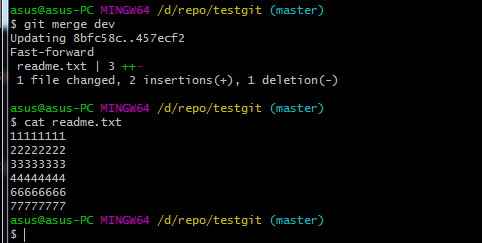 asus@asus-PC MINGW64 /d/repo/testgit (master)
$ git merge dev
Updating 8bfc58c..457ecf2
Fast-forward
 readme.txt | 3 ++-
 1 file changed, 2 insertions(+), 1 deletion(-)
asus@asus-PC MINGW64 /d/repo/testgit (master)
$ cat readme.txt
11111111
22222222
33333333
44444444
66666666
77777777
asus@asus-PC MINGW64 /d/repo/testgit (master)
$